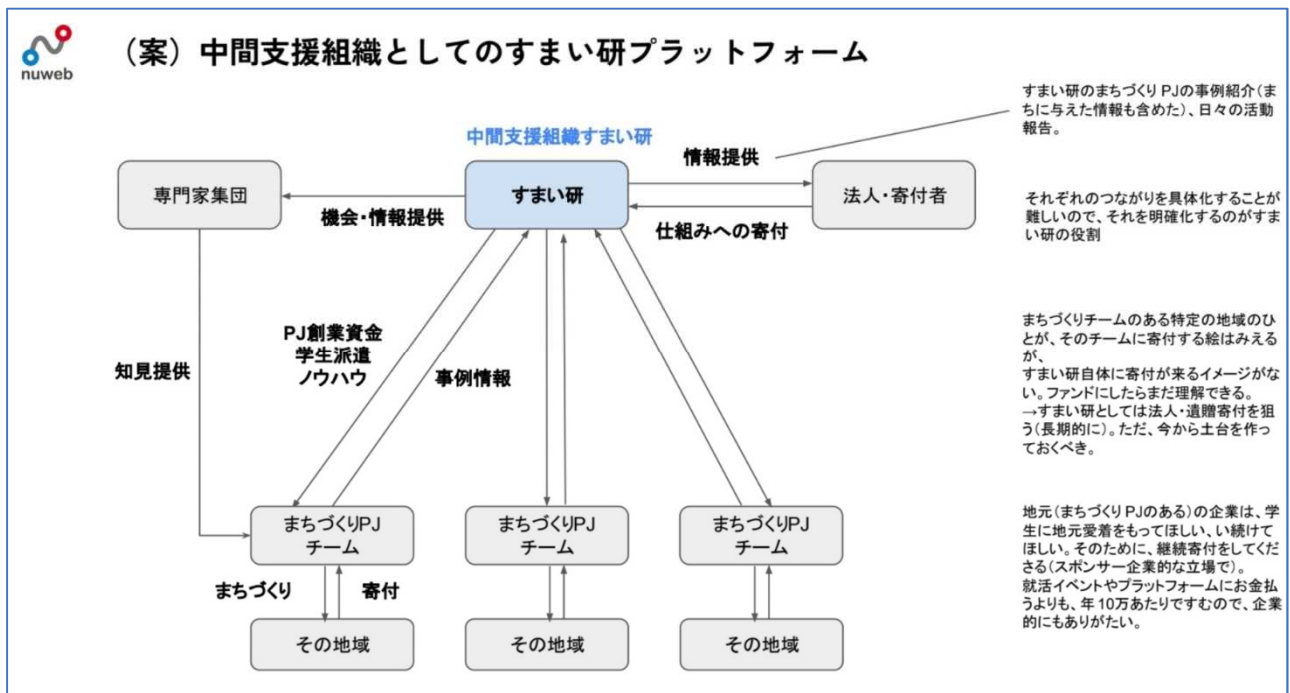 nuweb
(案)中間支援組織としてのすまい研プラットフォーム
中間支援組織すまい研
専門家集団
機会・情報提供
すまい研
情報提供
仕組みへの寄付
法人・寄付者
知見提供
PJ創業資金
学生派遣
ノウハウ
事例情報
まちづくりPJ
チーム
まちづくりPJ
チーム
まちづくりPJ
チーム
まちづくり
寄付
その地域
その地域
その地域
すまい研のまちづくり PJの事例紹介(ま
ちに与えた情報も含めた)、日々の活動
報告。
それぞれのつながりを具体化することが
難しいので、それを明確化するのがすま
い研の役割
まちづくりチームのある特定の地域のひ
とが、そのチームに寄付する絵はみえる
が、
すまい研自体に寄付が来るイメージがな
い。ファンドにしたらまだ理解できる。
→すまい研としては法人・遺贈寄付を狙
う(長期的に)。ただ、今から土台を作っ
ておくべき。
地元(まちづくり PJのある)の企業は、学
生に地元愛着をもってほしい、い続けて
ほしい。そのために、継続寄付をしてくだ
さる(スポンサー企業的な立場で)。
就活イベントやプラットフォームにお金払
うよりも、年 10万あたりですむので、企業
的にもありがたい。